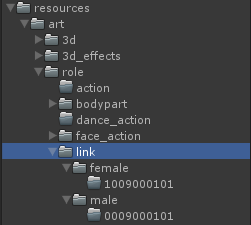 resources
art
3d
3d_effects
role
action
bodypart
dance_action
face_action
link
female
1009000101
male
0009000101